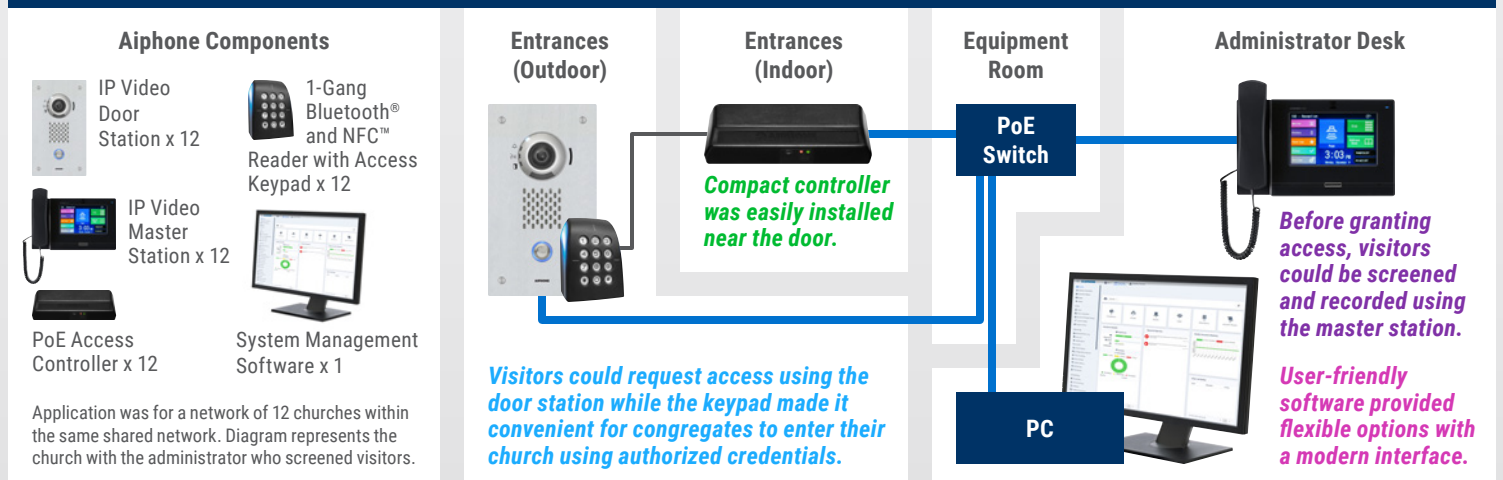 Aiphone Components
IP Video
Door
Station x 12
1-Gang
Bluetooth®
and NFC™
Reader with Access
Keypad x 12
IP Video
Master
Station x 12
PoE Access
Controller x 12
System Management
Software x 1
Application was for a network of 12 churches within
the same shared network. Diagram represents the
church with the administrator who screened visitors.
Entrances
(Outdoor)
Entrances
(Indoor)
Compact controller
was easily installed
near the door.
Visitors could request access using the
door station while the keypad made it
convenient for congregates to enter their
church using authorized credentials.
Equipment
Room
PoE
Switch
PC
Administrator Desk
3:03
Before granting
access, visitors
could be screened
and recorded using
the master station.
User-friendly
software provided
flexible options with
a modern interface.